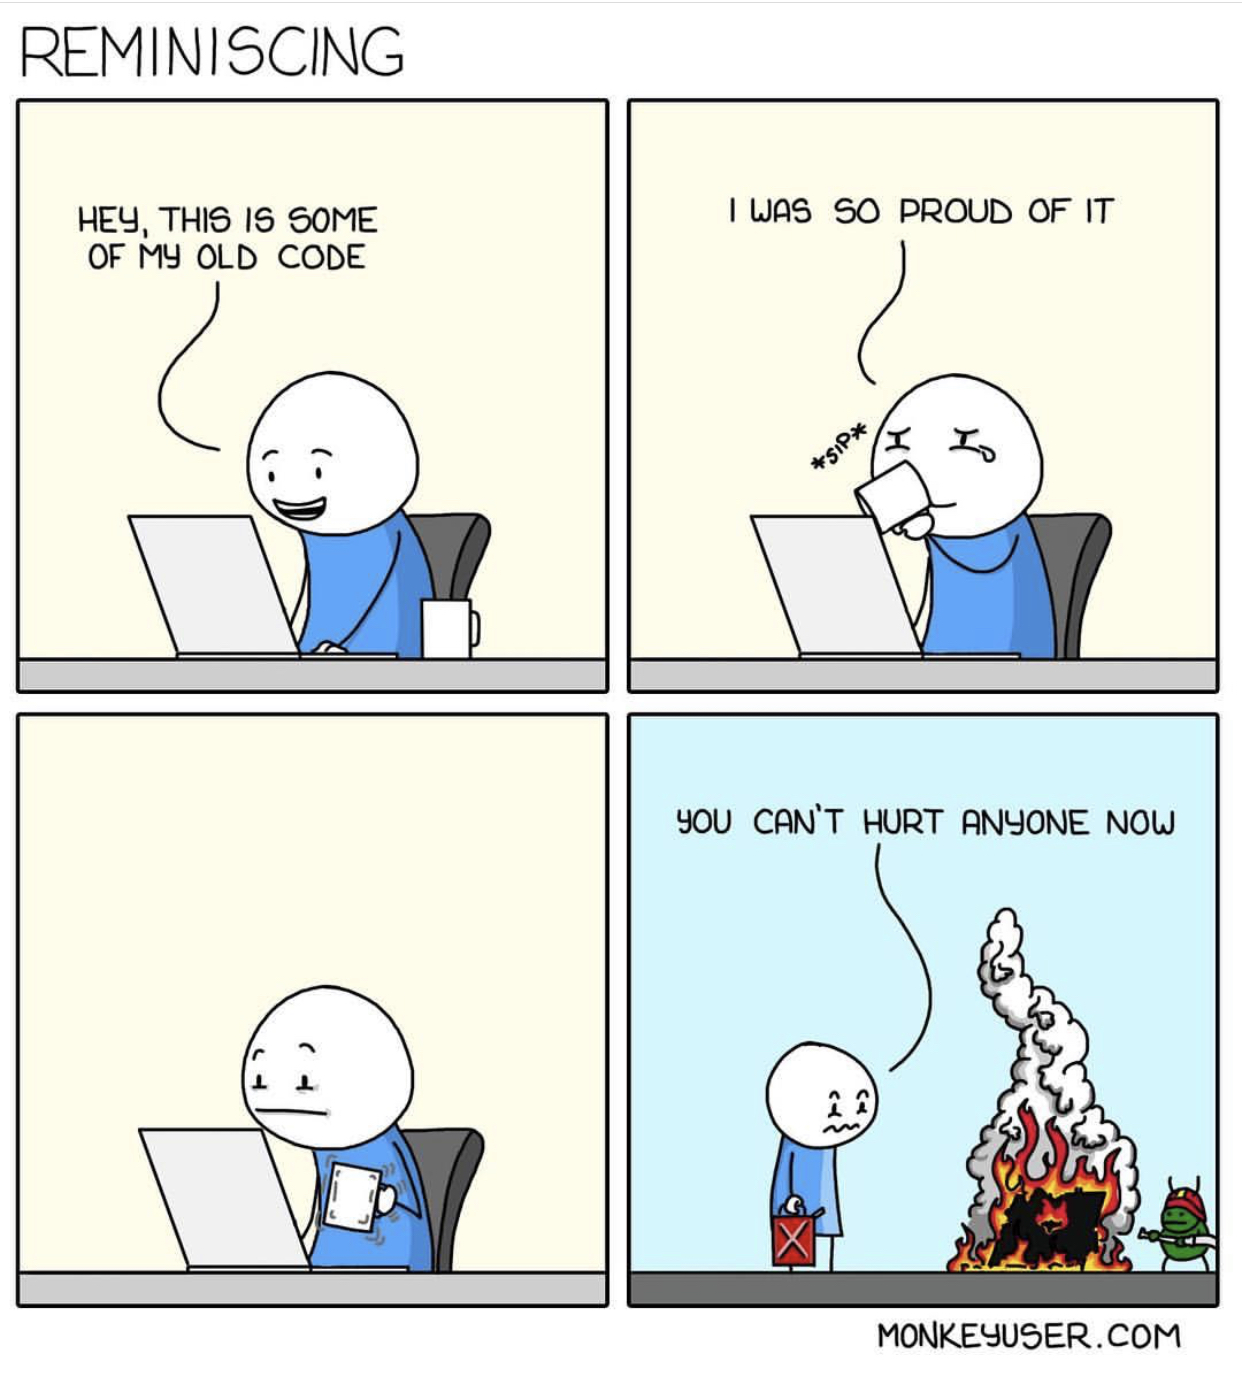 REMINISCING
HEY, THIS IS SOME
OF MY OLD CODE
I WAS SO PROUD OF IT
*SIP*
YOU CAN'T HURT ANYONE NOW
MONKEYUSER.COM